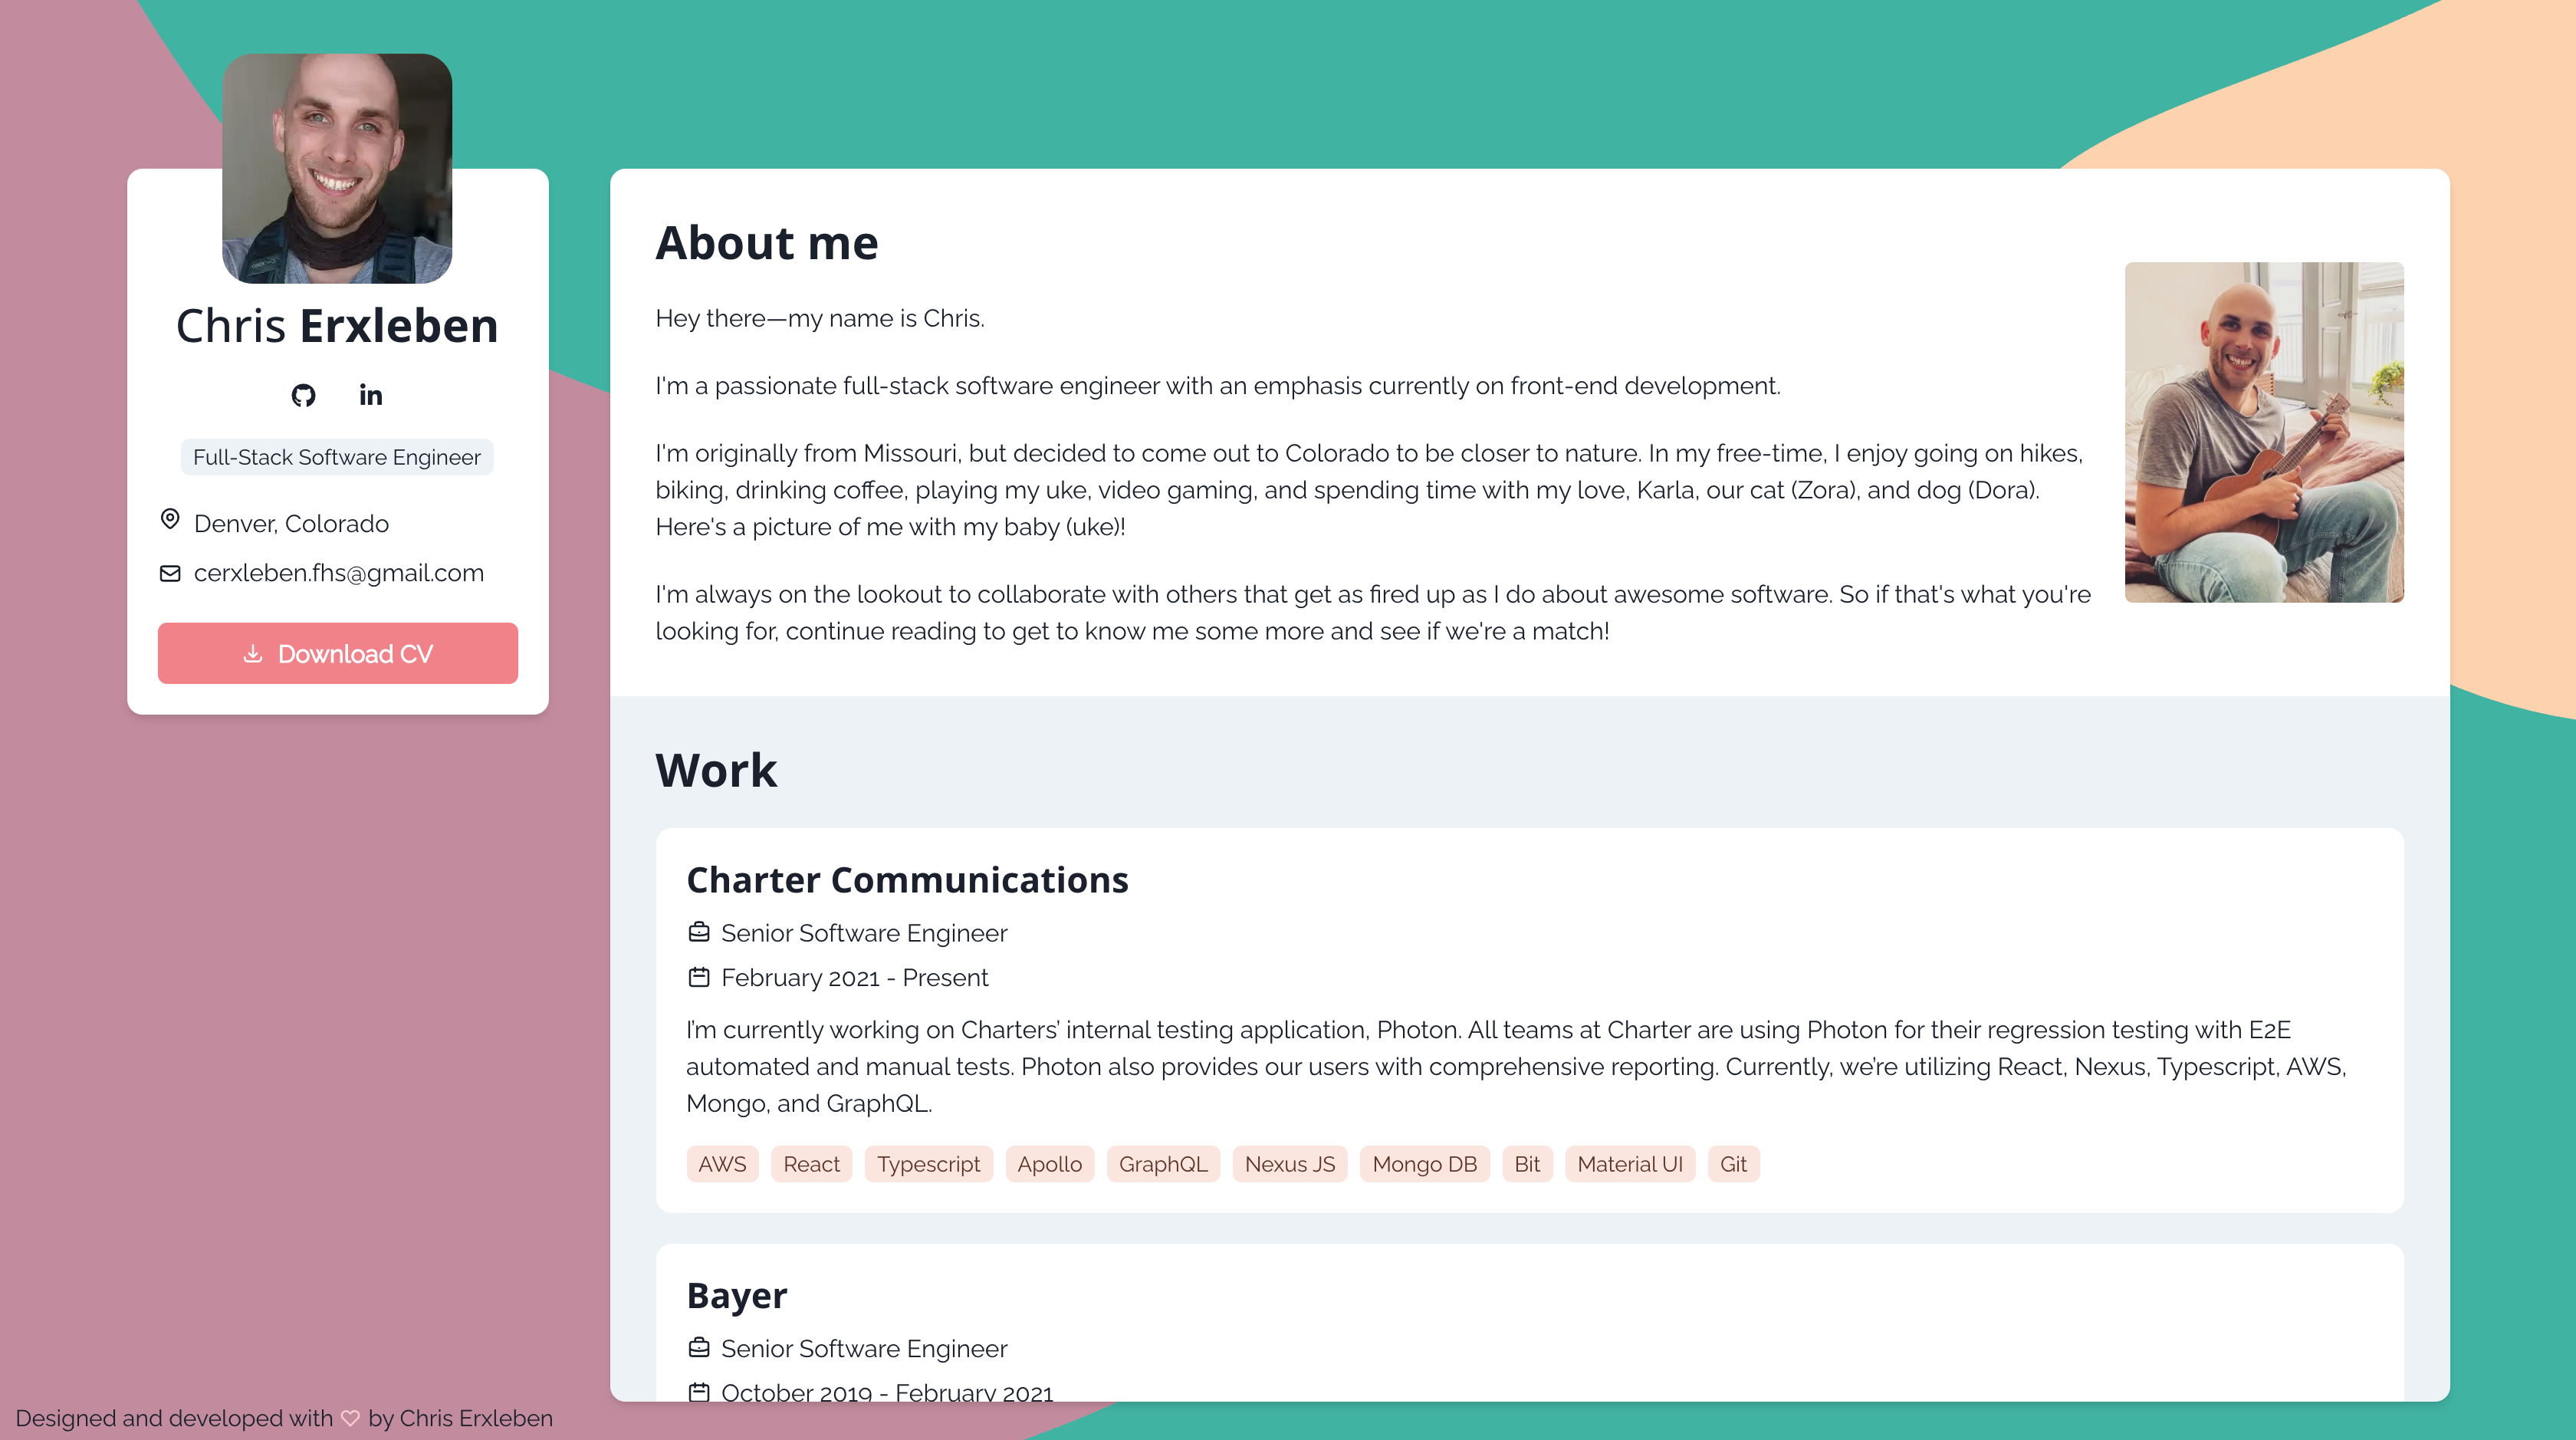 Chris Erxleben
in
Full-Stack Software Engineer
Denver, Colorado
cerxleben.fhs@gmail.com
Download CV
About me
Hey there—my name is Chris.
I'm a passionate full-stack software engineer with an emphasis currently on front-end development.
I'm originally from Missouri, but decided to come out to Colorado to be closer to nature. In my free-time, I enjoy going on hikes,
biking, drinking coffee, playing my uke, video gaming, and spending time with my love, Karla, our cat (Zora), and dog (Dora).
Here's a picture of me with my baby (uke)!
I'm always on the lookout to collaborate with others that get as fired up as I do about awesome software. So if that's what you're
looking for, continue reading to get to know me some more and see if we're a match!
Work
Charter Communications
Senior Software Engineer
February 2021 - Present
I’m currently working on Charters’ internal testing application, Photon. All teams at Charter are using Photon for their regression testing with E2E
automated and manual tests. Photon also provides our users with comprehensive reporting. Currently, we’re utilizing React, Nexus, Typescript, AWS,
Mongo, and GraphQL.
AWS React Typescript Apollo GraphQL Nexus JS Mongo DB Bit Material UI Git
Bayer
Senior Software Engineer
October 2019 - February 2021
Designed and developed with by Chris Erxleben